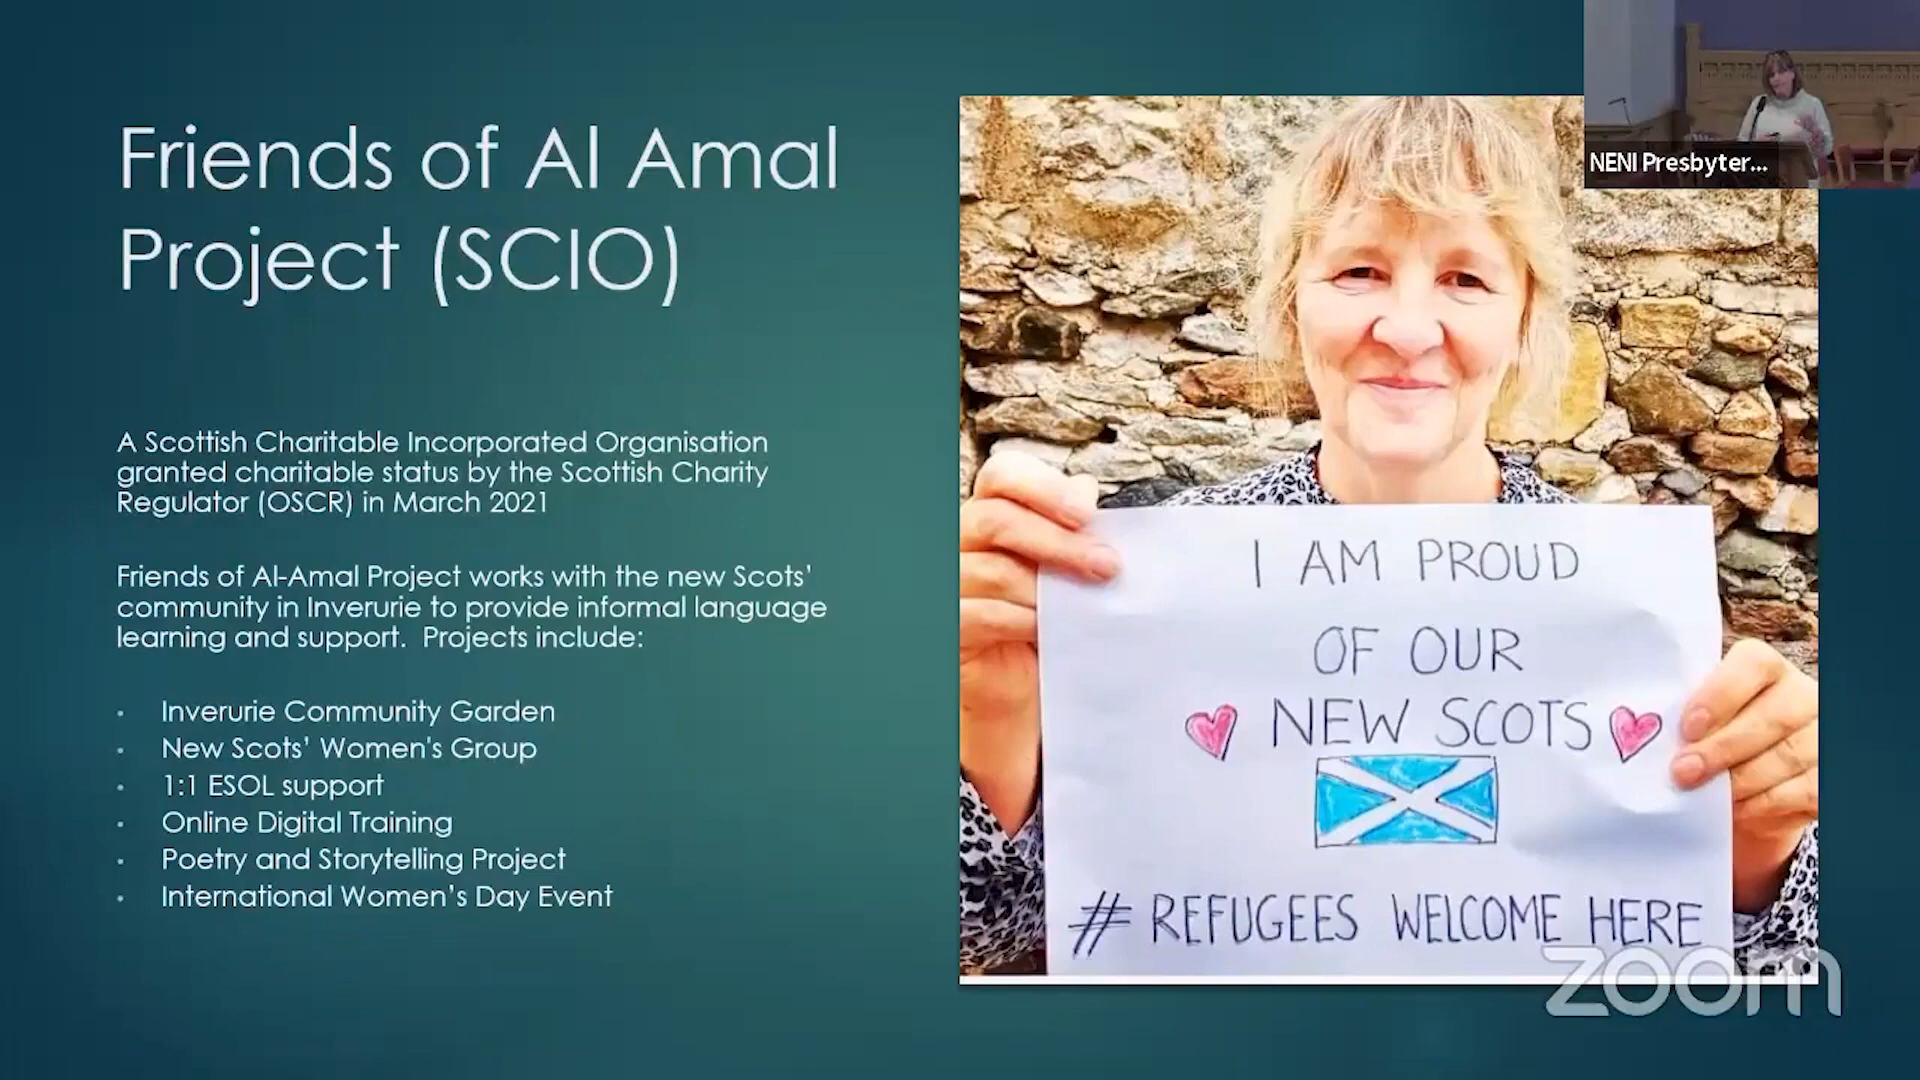 Friends of Al Amal
Project (SCIO)
A Scottish Charitable Incorporated Organisation
granted charitable status by the Scottish Charity
Regulator (OSCR) in March 2021
Friends of Al-Amal Project works with the new Scots'
community in Inverurie to provide informal language
learning and support.  Projects include:
• Inverurie Community Garden
• New Scots' Women's Group
• 1:1 ESOL support
• Online Digital Training
• Poetry and Storytelling Project
• International Women's Day Event
NENI Presbyter...
I AM PROUD
OF OUR
NEW SCOTS
# REFUGEES WELCOME HERE
zoom